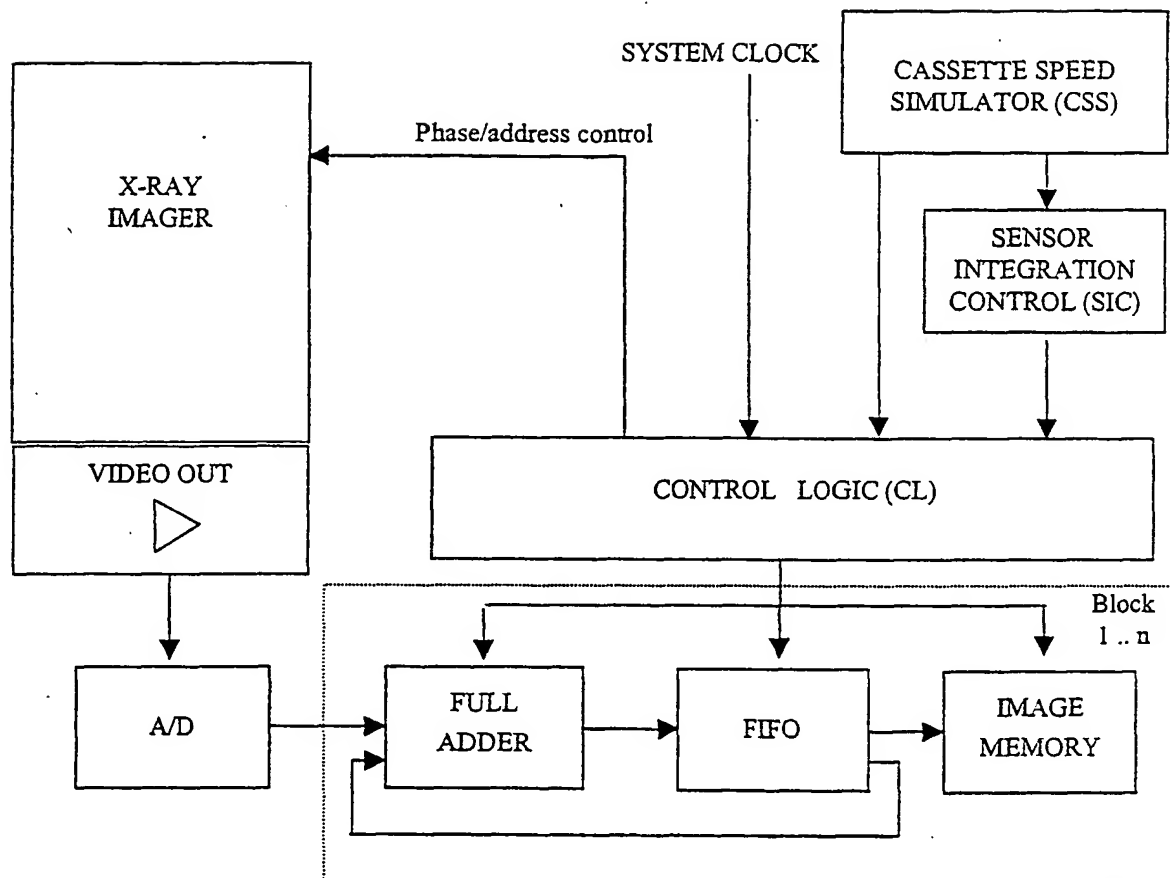 SYSTEM CLOCK
CASSETTE SPEED
SIMULATOR (CSS)
Phase/address control
X-RAY
IMAGER
SENSOR
INTEGRATION
CONTROL (SIC)
VIDEO OUT
CONTROL LOGIC (CL)
Block
1 .. n
A/D
FULL
ADDER
FIFO
IMAGE
MEMORY